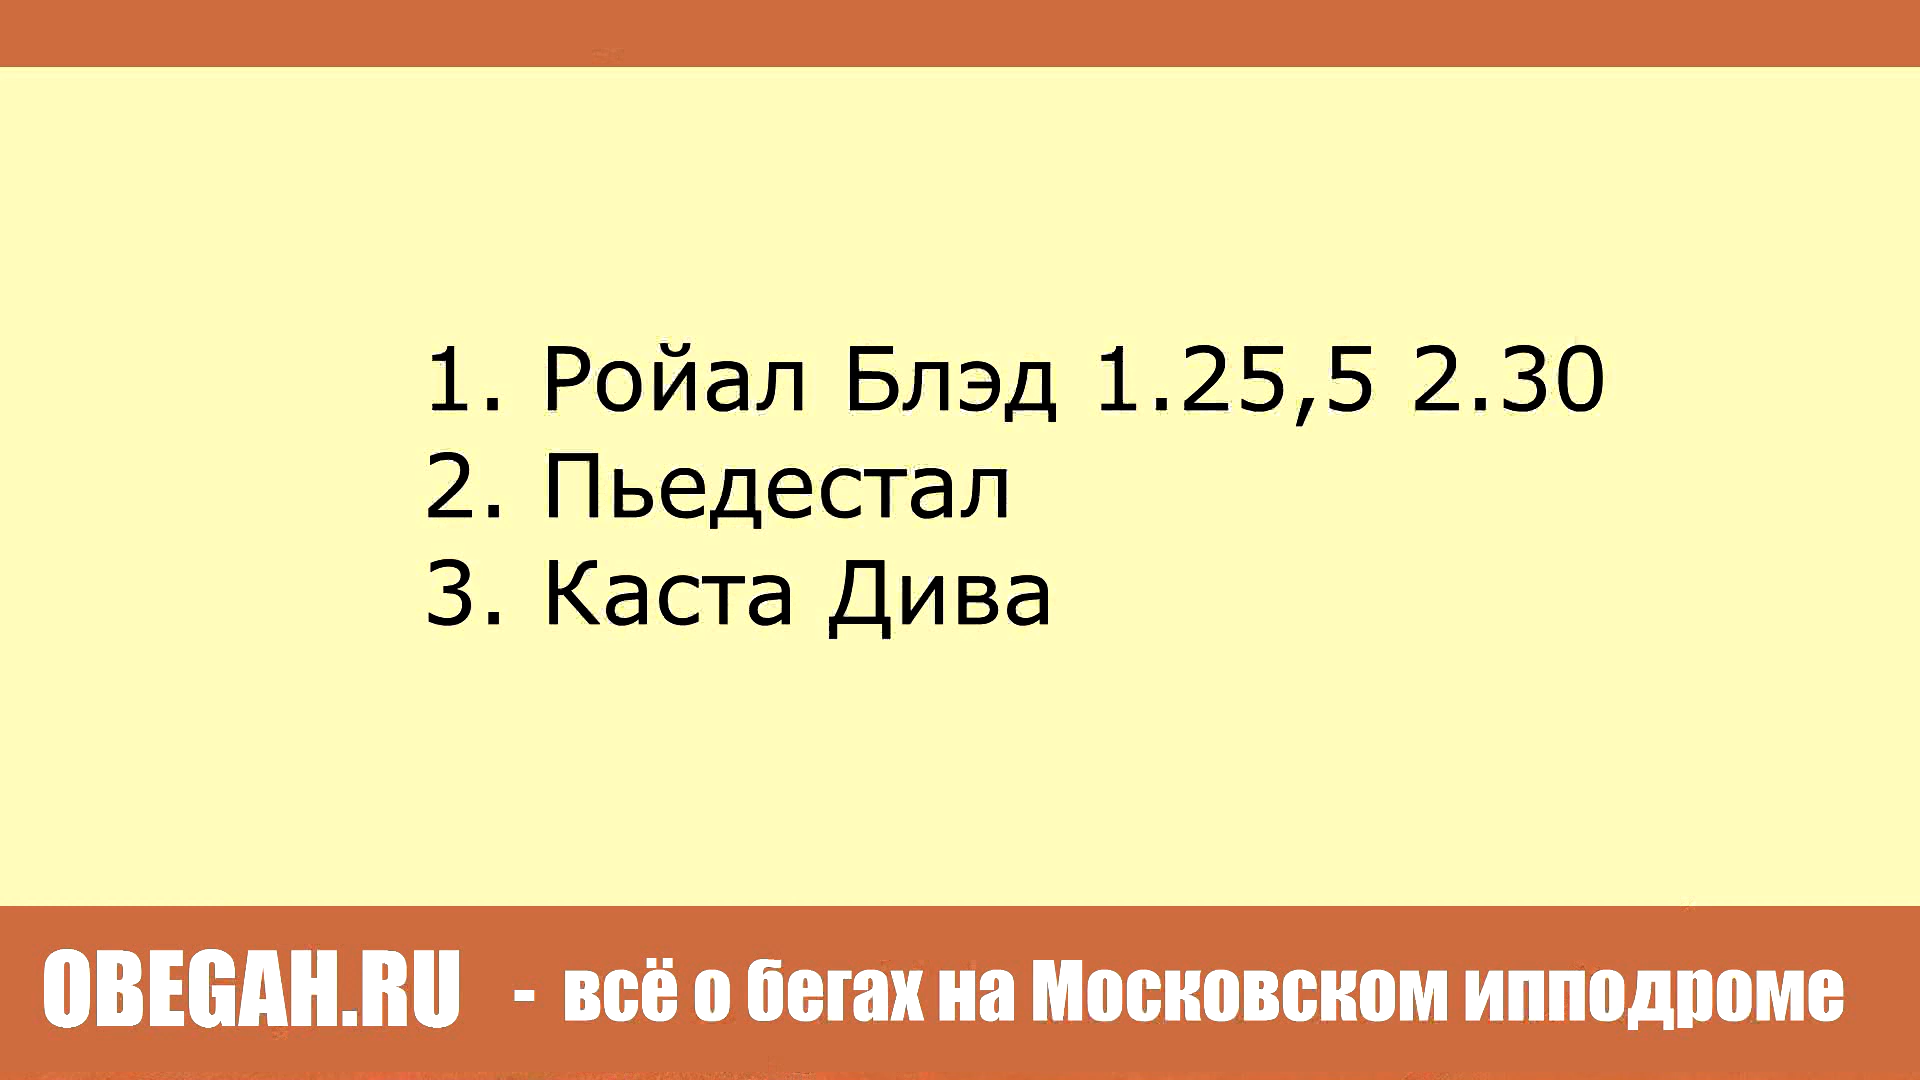 1. Ройал Блэд 1.25,5 2.30
2. Пьедестал
3. Каста Дива
OBEGAH.RU - всё о бегах на Московском ипподроме